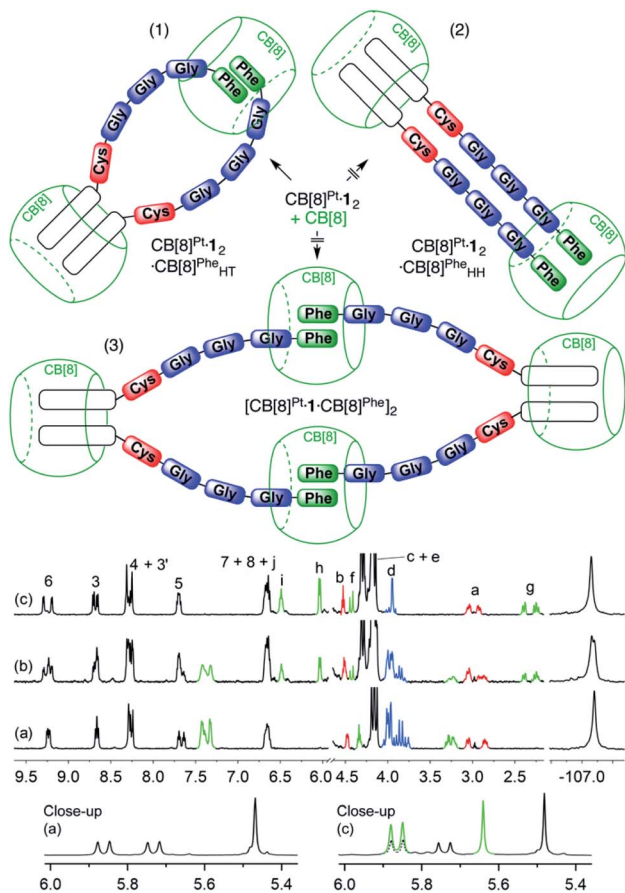 (1)
(2)
CB[8]
CB[8]
Gly Gly Gly Phe Phe
Cys Gly
Cys Gly Gly
CB[8]
CB[8]ᴾᵗ·1₂
·CB[8]ᴾʰᵉHT
CB[8]ᴾᵗ·1₂
+ CB[8]
Cys Gly Gly Gly Phe
Cys Gly Gly Gly Phe
CB[8]
CB[8]ᴾᵗ·1₂
·CB[8]ᴾʰᵉHH
(3)
CB[8]
Phe Gly Gly Gly Cys
Cys Gly Gly Gly Phe
CB[8]
CB[8]
[CB[8]ᴾᵗ·1·CB[8]ᴾʰᵉ]₂
CB[8]
Phe Gly Gly Gly Cys
Cys Gly Gly Gly Phe
6 3 4 + 3' 5 7 + 8 + j i h b f c + e d a g
(c)
(b)
(a)
9.5 9.0 8.5 8.0 7.5 7.0 6.5 6.0 4.5 4.0 3.5 3.0 2.5 -107.0
Close-up
(a)
6.0 5.8 5.6 5.4
Close-up
(c)
6.0 5.8 5.6 5.4